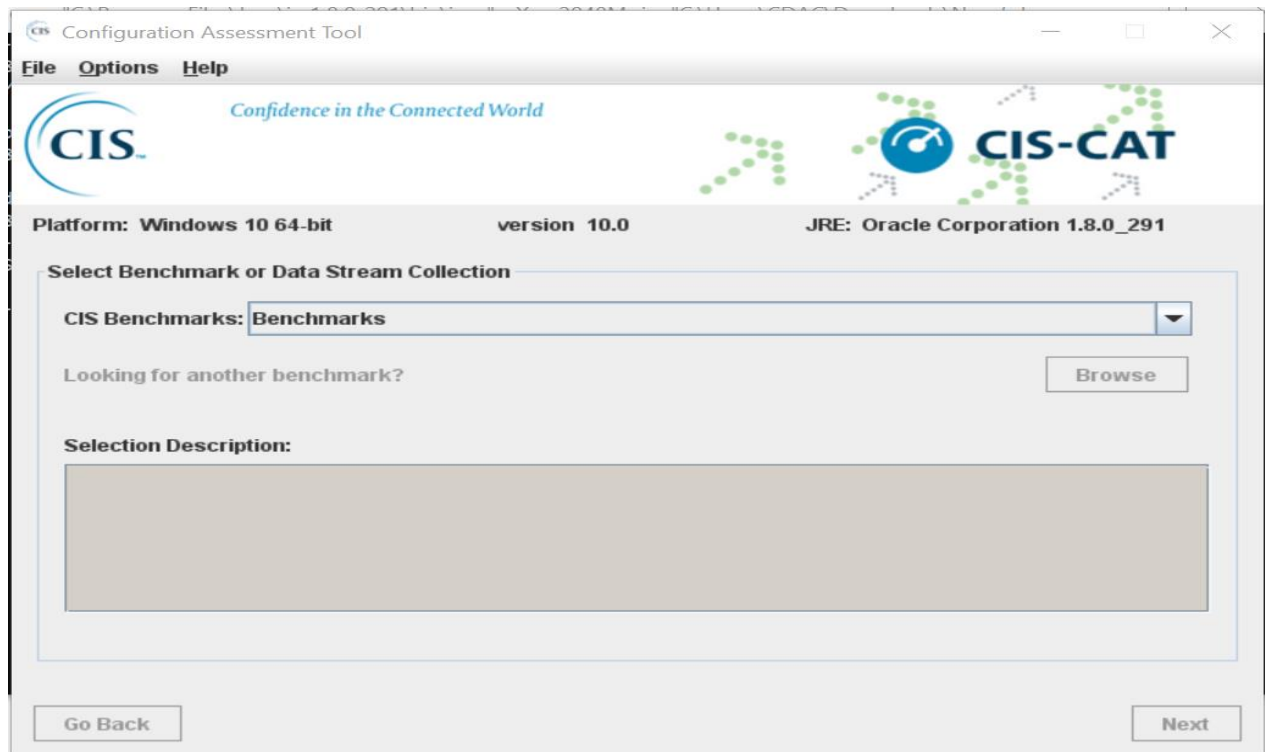 CIS Configuration Assessment Tool
File Options Help
Confidence in the Connected World
CIS.
CIS-CAT
Platform: Windows 10 64-bit version 10.0 JRE: Oracle Corporation 1.8.0_291
Select Benchmark or Data Stream Collection
CIS Benchmarks: Benchmarks
Looking for another benchmark? Browse
Selection Description:
Go Back Next